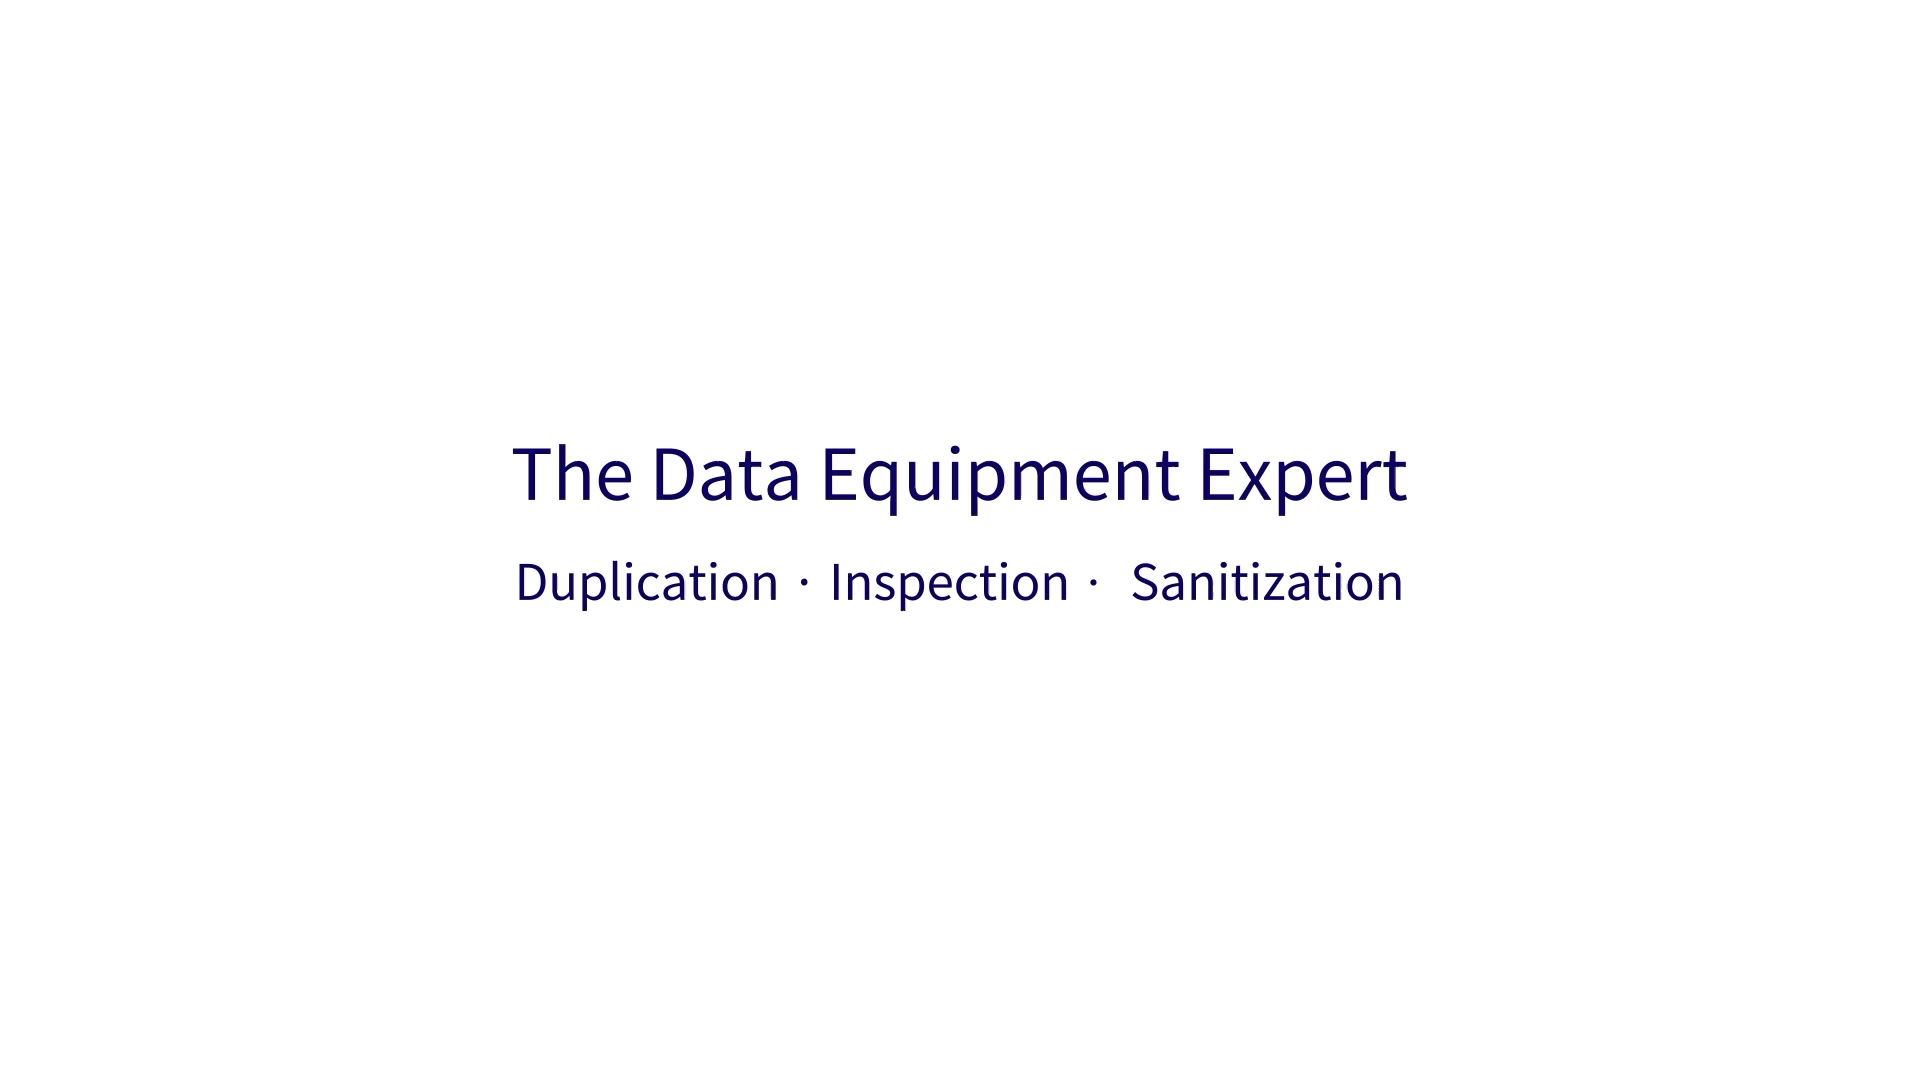 The Data Equipment Expert
Duplication · Inspection · Sanitization